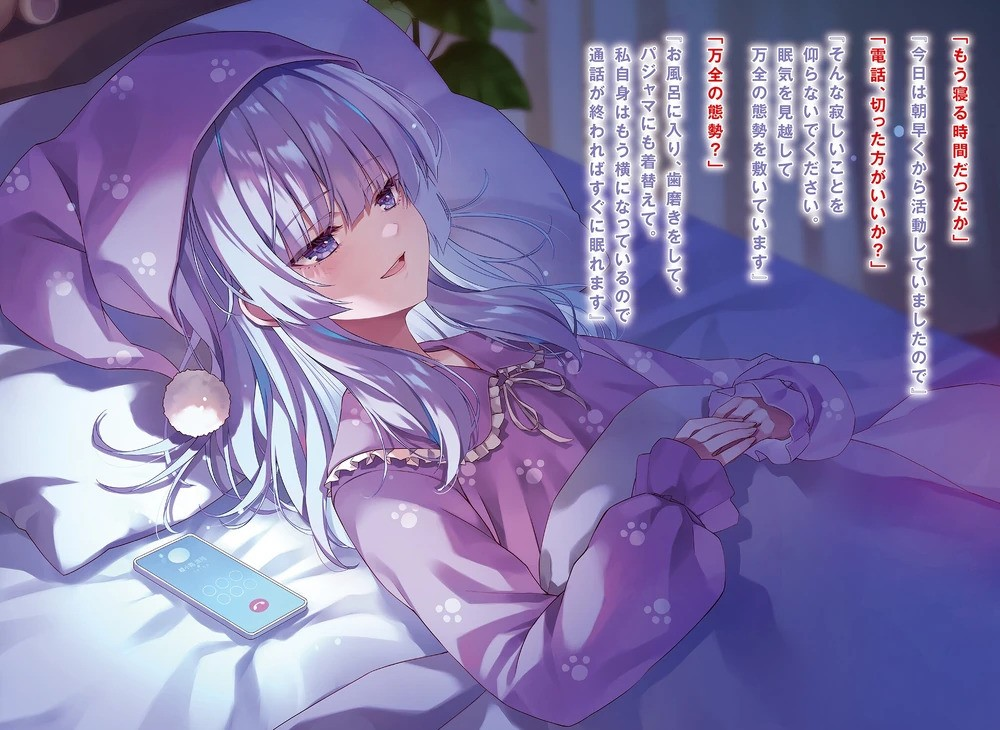 「もう寝る時間だったか」
『今日は朝早くから活動していましたので』
「電話、切った方がいいか？」
『そんな寂しいことを
仰らないでください。
眠気を見越して
万全の態勢を敷いています』
「万全の態勢？」
『お風呂に入り、歯磨きをして、
パジャマにも着替えて。
私自身はもう横になっているので
通話が終わればすぐに眠れます』